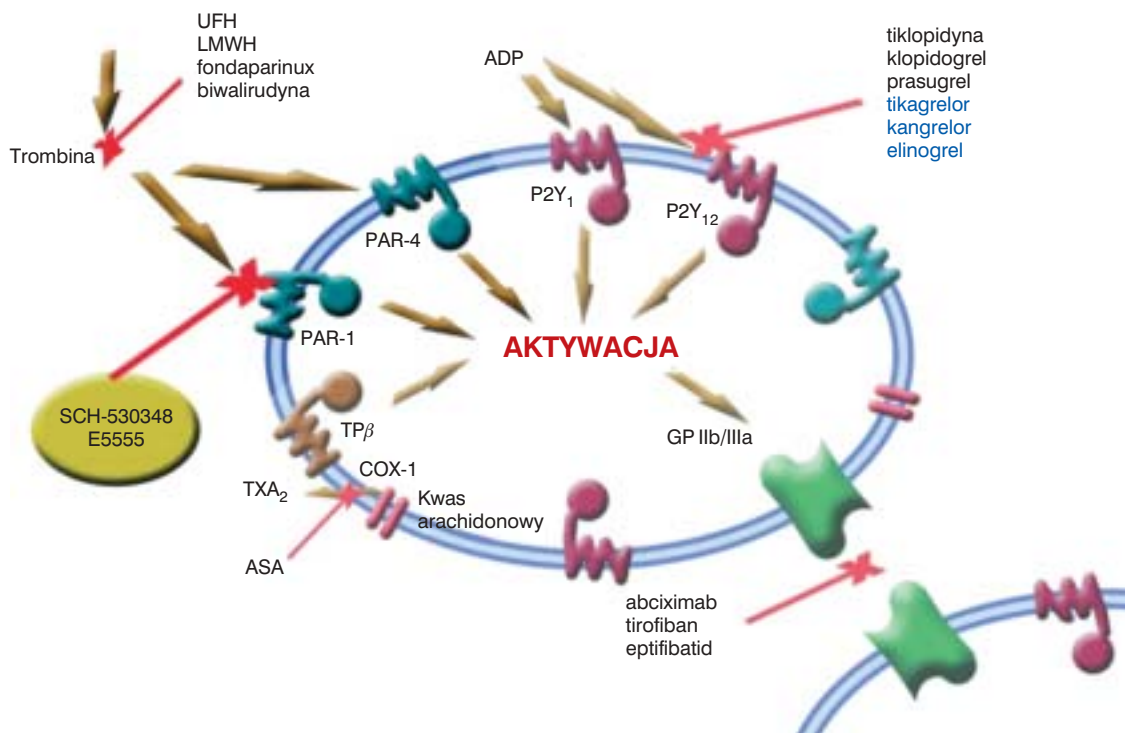 UFH
LMWH
fondaparinux
biwalirudyna
Trombina
ADP
tiklopidyna
klopidogrel
prasugrel
tikagrelor
kangrelor
elinogrel
P2Y₁
P2Y₁₂
PAR-4
PAR-1
AKTYWACJA
SCH-530348
E5555
TPβ
GP IIb/IIIa
COX-1
TXA₂
Kwas
arachidonowy
ASA
abciximab
tirofiban
eptifibatid